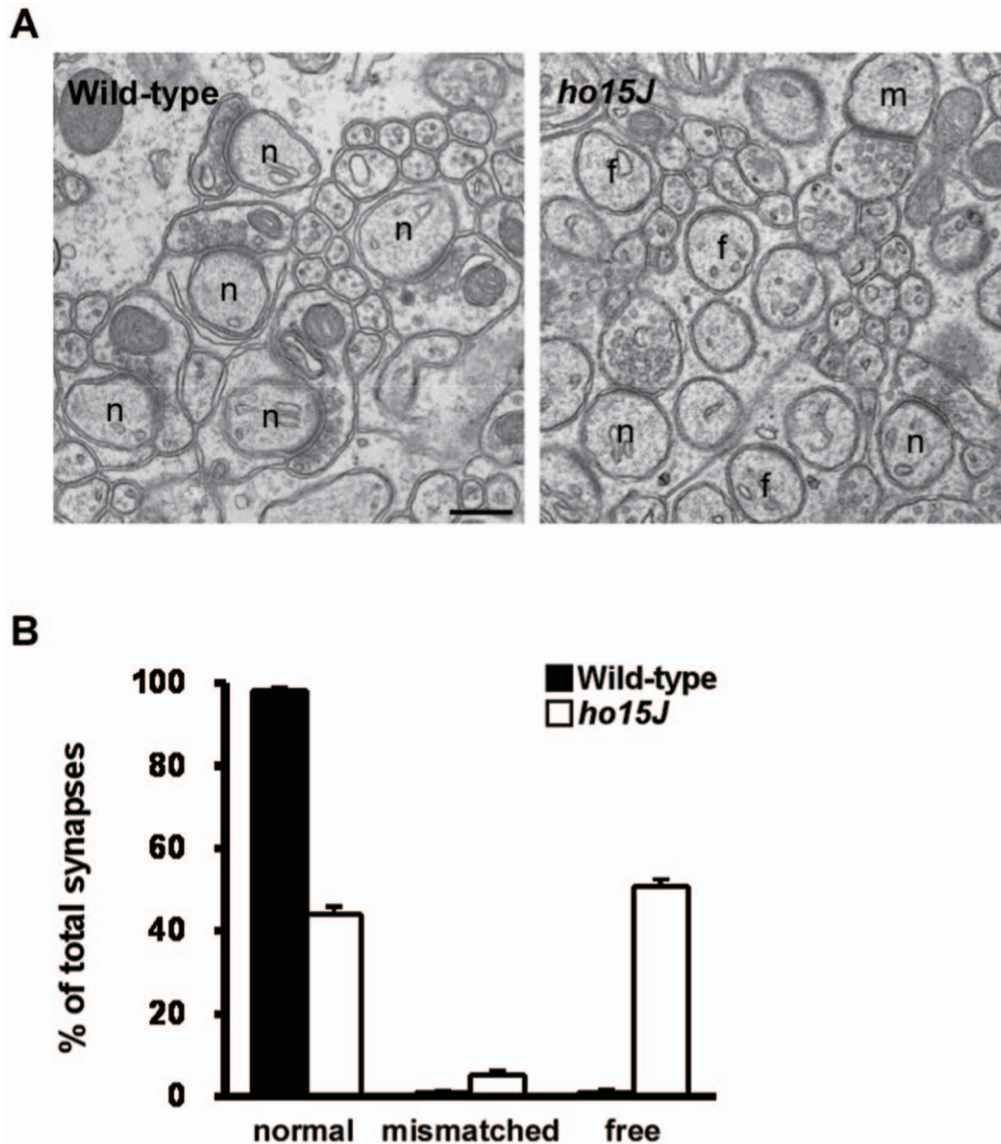 A
Wild-type
n
n
n
n
n
ho15J
m
f
f
n
n
f
B
Wild-type
ho15J
% of total synapses
100
80
60
40
20
0
normal mismatched free